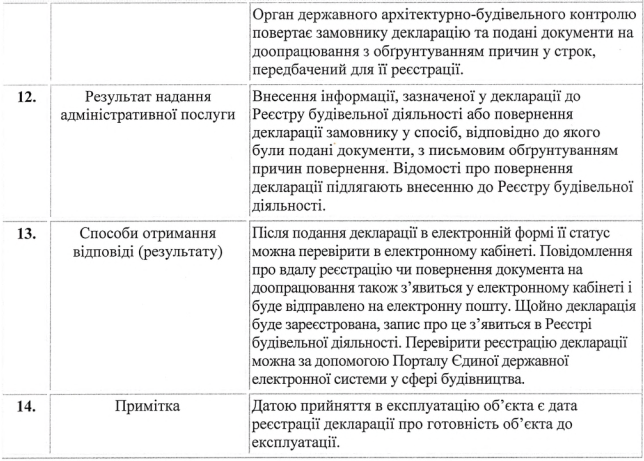 Орган державного архітектурно-будівельного контролю
повертає замовнику декларацію та подані документи на
доопрацювання з обґрунтуванням причин у строк,
передбачений для її реєстрації.
12.
Результат надання
адміністративної послуги
Внесення інформації, зазначеної у декларації до
Реєстру будівельної діяльності або повернення
декларації замовнику у спосіб, відповідно до якого
були подані документи, з письмовим обґрунтуванням
причин повернення. Відомості про повернення
декларації підлягають внесенню до Реєстру будівельної
діяльності.
13.
Способи отримання
відповіді (результату)
Після подання декларації в електронній формі її статус
можна перевірити в електронному кабінеті. Повідомлення
про вдалу реєстрацію чи повернення документа на
доопрацювання також з’явиться у електронному кабінеті і
буде відправлено на електронну пошту. Щойно декларація
буде зареєстрована, запис про це з’явиться в Реєстрі
будівельної діяльності. Перевірити реєстрацію декларації
можна за допомогою Порталу Єдиної державної
електронної системи у сфері будівництва.
14.
Примітка
Датою прийняття в експлуатацію об’єкта є дата
реєстрації декларації про готовність об’єкта до
експлуатації.